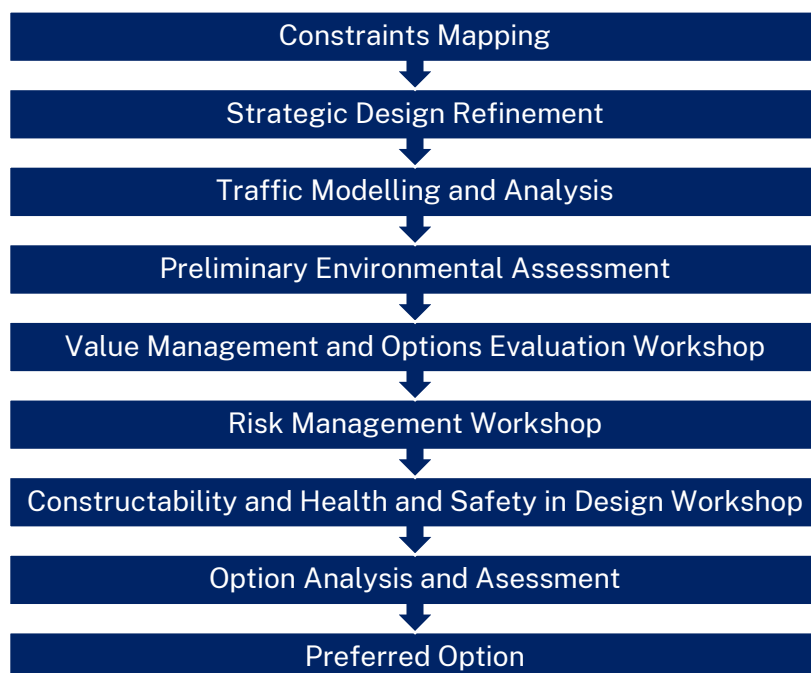 Constraints Mapping
Strategic Design Refinement
Traffic Modelling and Analysis
Preliminary Environmental Assessment
Value Management and Options Evaluation Workshop
Risk Management Workshop
Constructability and Health and Safety in Design Workshop
Option Analysis and Asessment
Preferred Option